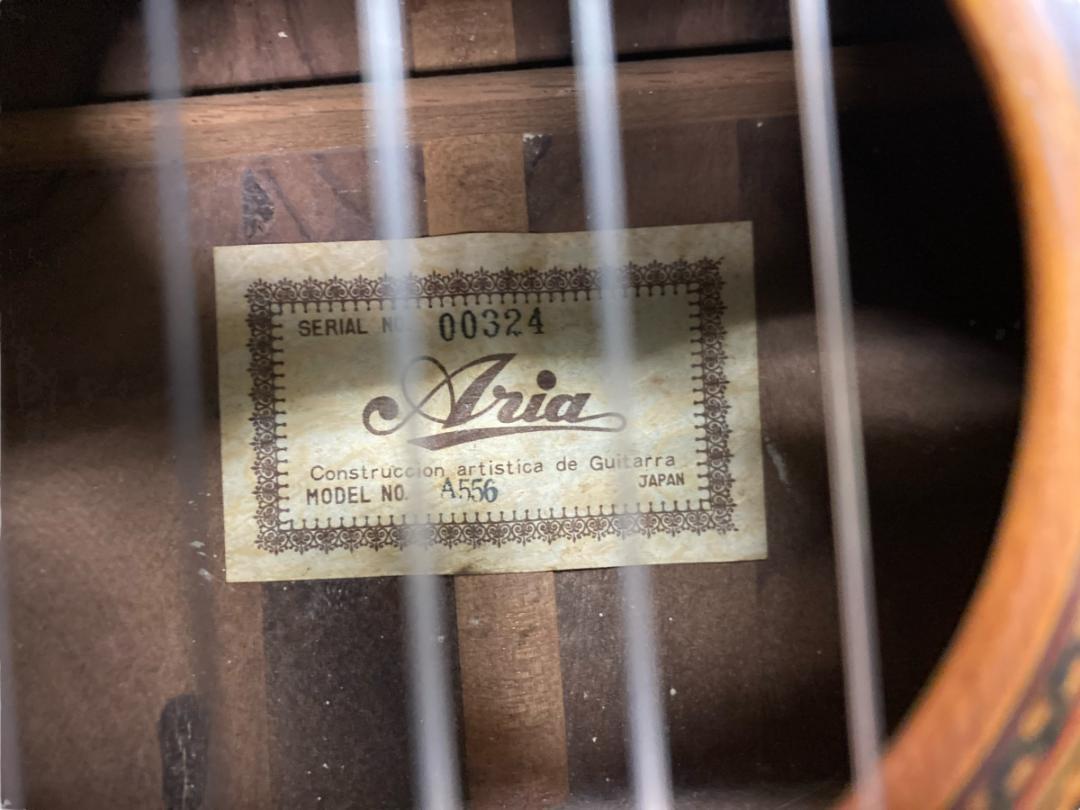 SERIAL NO. 00324
Aria
Construccion artistica de Guitarra
MODEL NO. A556
JAPAN